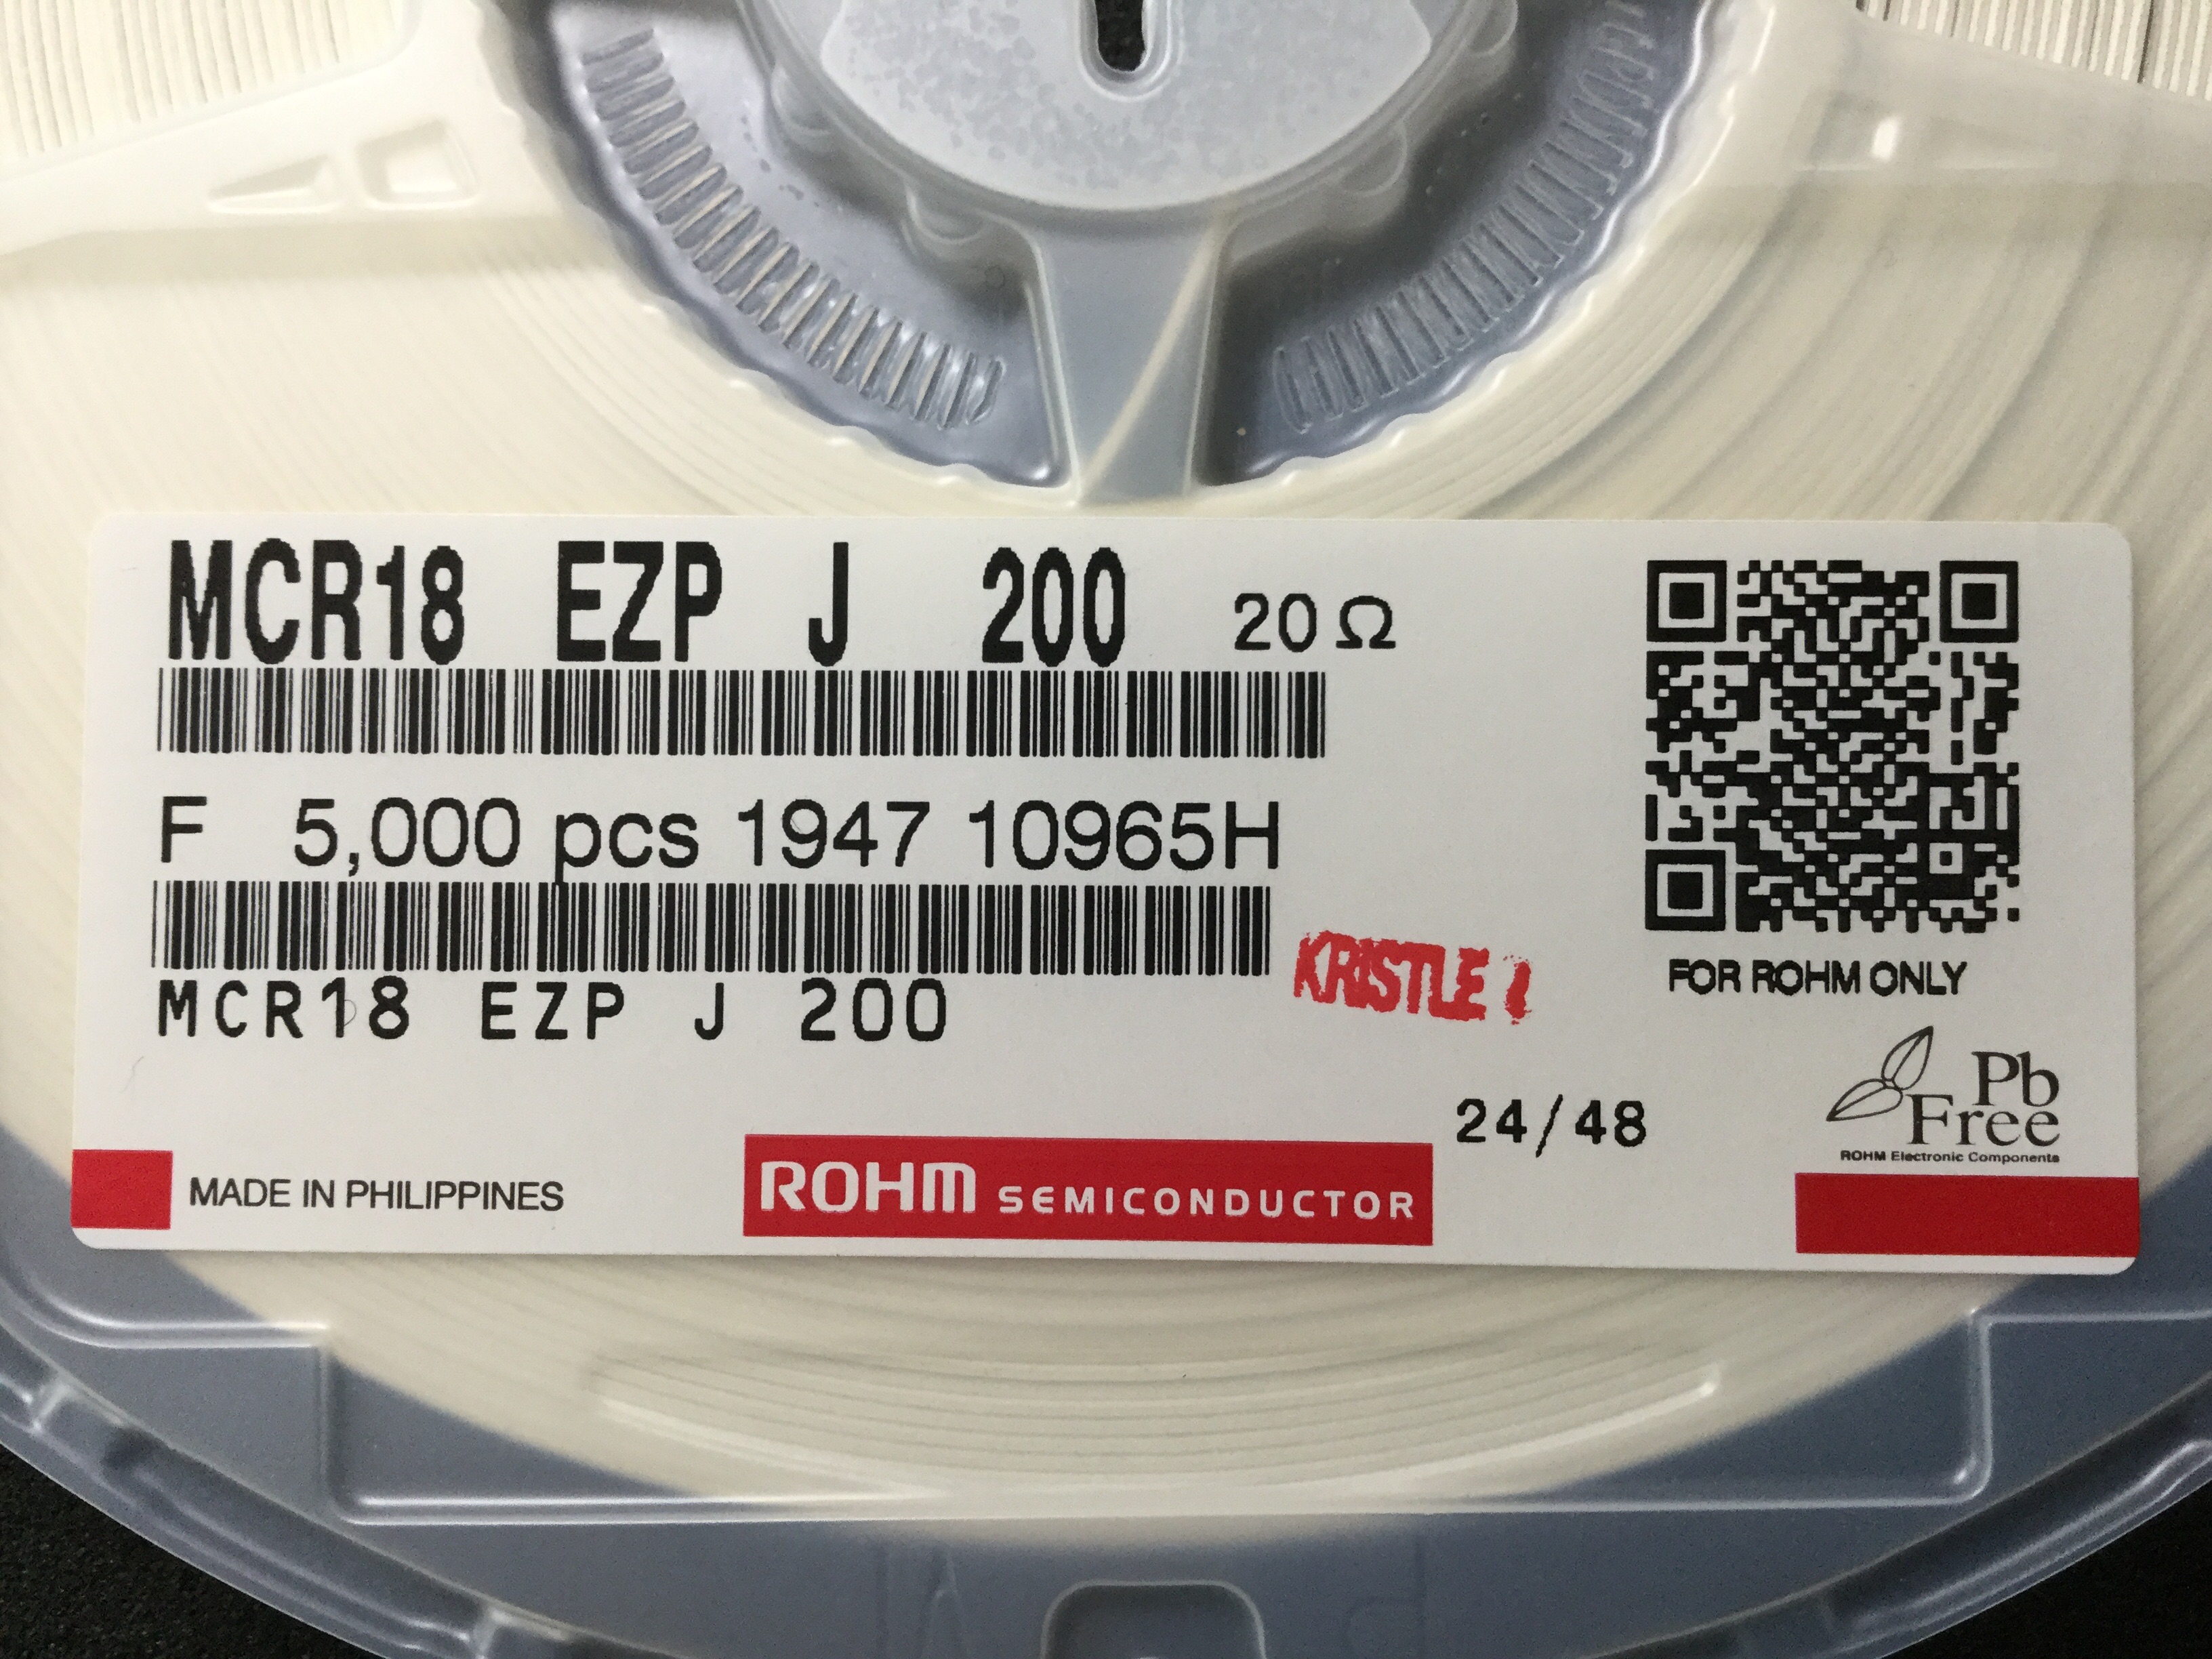 MCR18 EZP J 200 20Ω
F 5,000 pcs 1947 10965H
MCR18 EZP J 200
KRISTLE
FOR ROHM ONLY
24/48
Pb
Free
ROHM Electronic Components
MADE IN PHILIPPINES
ROHM SEMICONDUCTOR